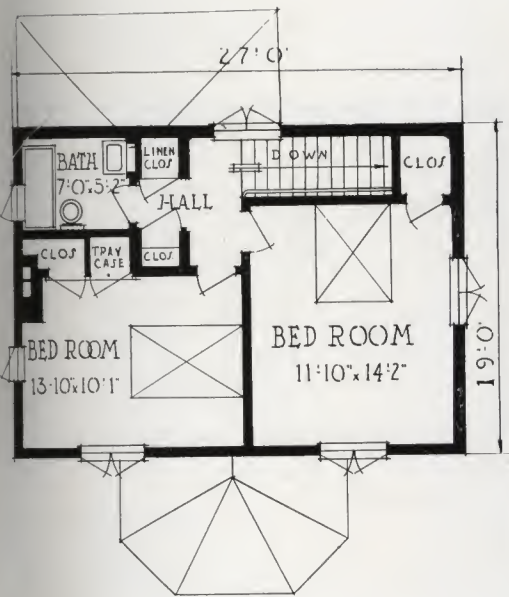 27'-0"
BATH
7'-0"x5'-2"
LINEN
CLOS
DOWN
CLOS
HALL
CLOS
TRAY
CASE
CLOS
BED ROOM
13'-10"x10'-1"
BED ROOM
11'-10"x14'-2"
19'-0"